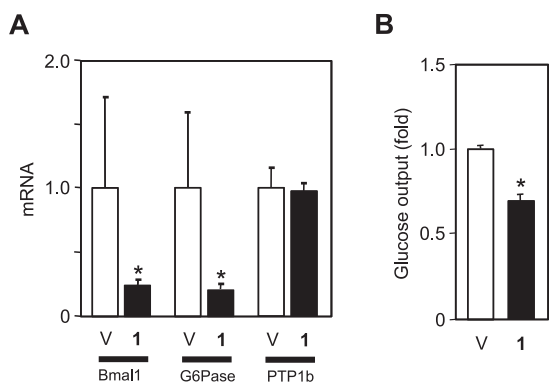 A
2.0
1.0
0
mRNA
*
*
V 1 V 1 V 1
Bmal1 G6Pase PTP1b
B
1.5
1.0
0.5
0
Glucose output (fold)
*
V 1